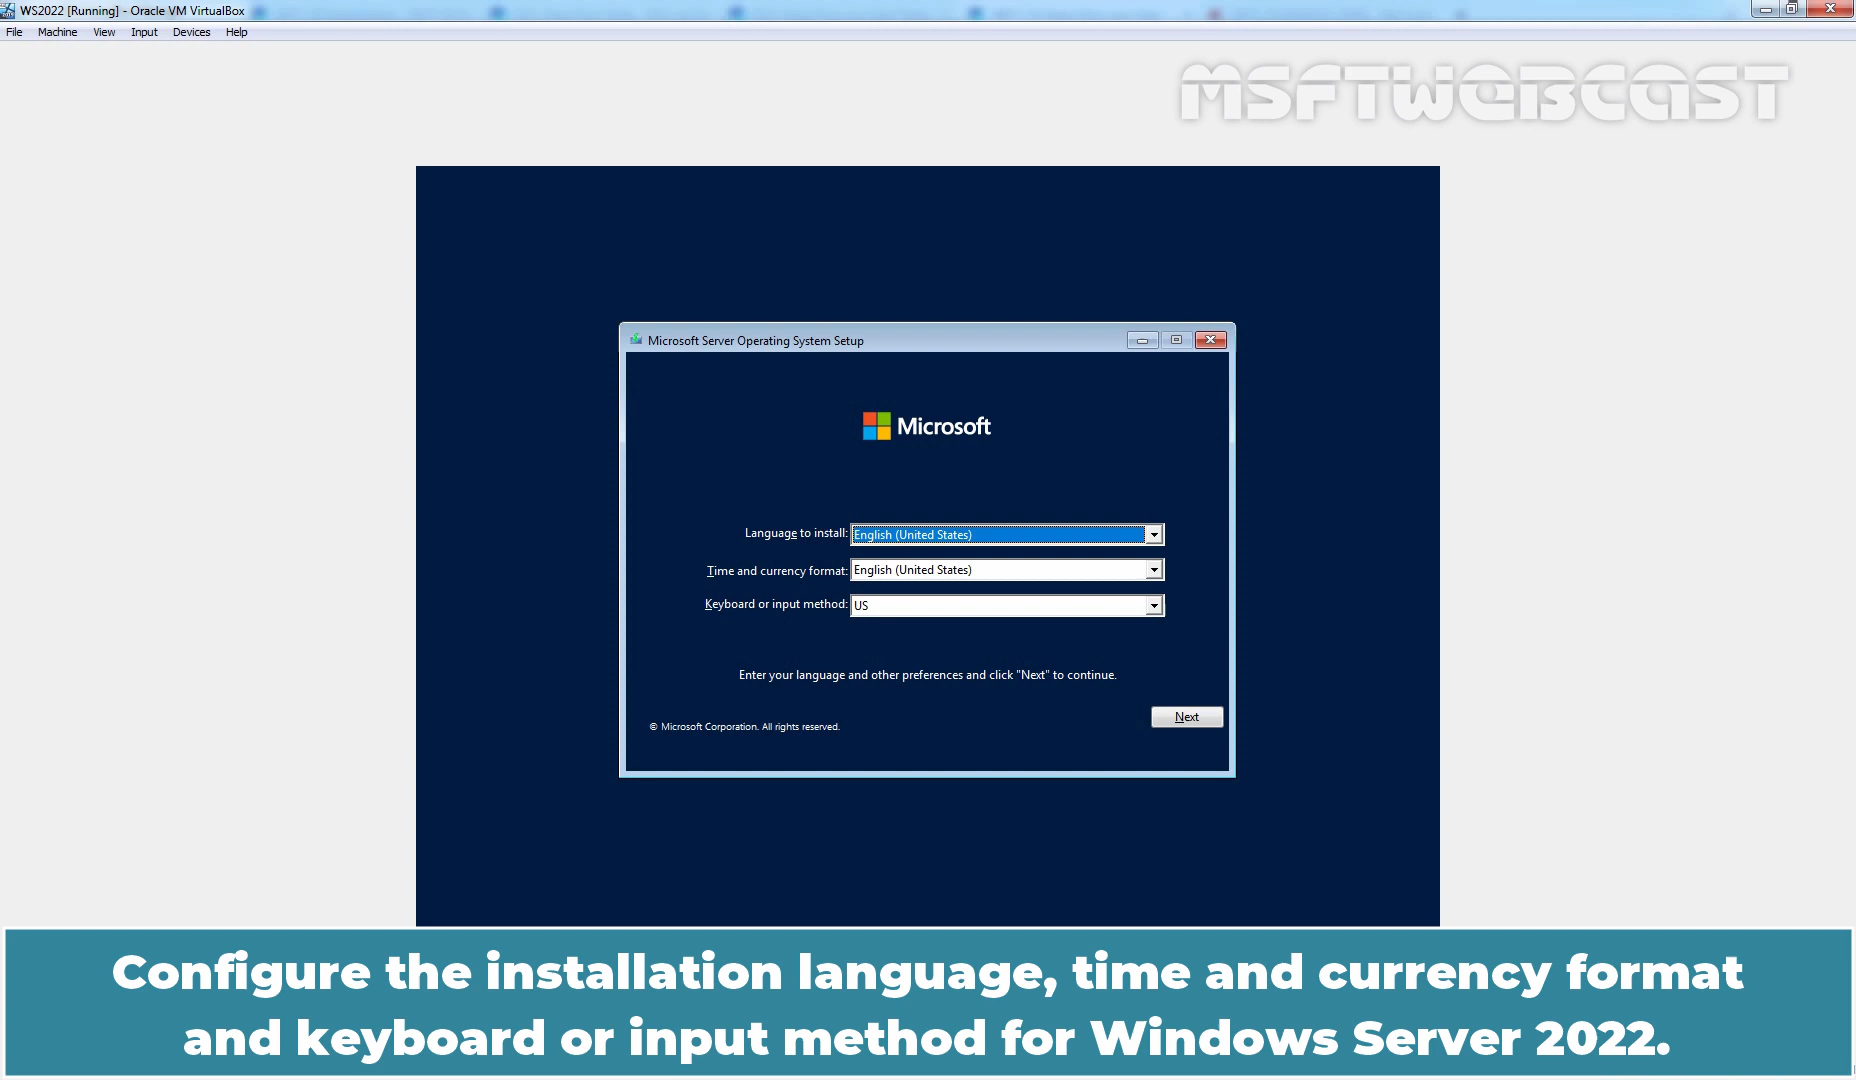 WS2022 [Running] - Oracle VM VirtualBox
File Machine View Input Devices Help
MSFTWEBCAST
Microsoft Server Operating System Setup
Microsoft
Language to install: English (United States)
Time and currency format: English (United States)
Keyboard or input method: US
Enter your language and other preferences and click "Next" to continue.
Next
© Microsoft Corporation. All rights reserved.
Configure the installation language, time and currency format
and keyboard or input method for Windows Server 2022.